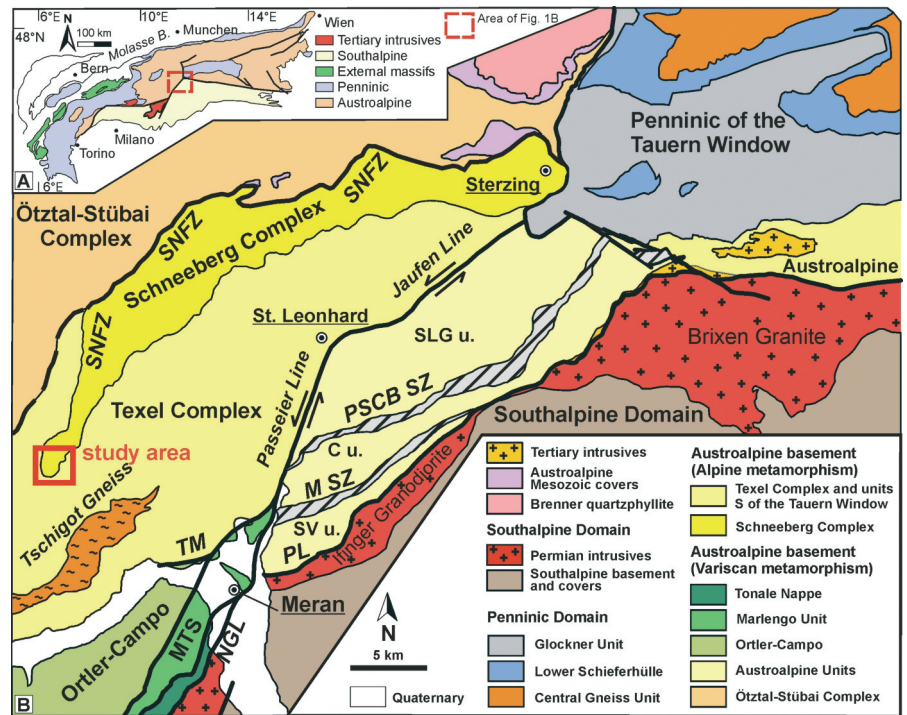 6°E
N
10°E
14°E
Wien
48°N
100 km
Molasse B.
Munchen
Bern
Milano
Torino
6°E
A
Tertiary intrusives
Southalpine
External massifs
Penninic
Austroalpine
Area of Fig. 1B
Penninic of the
Tauern Window
Sterzing
SNFZ
SNFZ
SNFZ
Ötztal-Stübai
Complex
Schneeberg Complex
Jaufen Line
Austroalpine
St. Leonhard
SLG u.
Brixen Granite
Passeier Line
PSCB SZ
Texel Complex
Southalpine Domain
study area
C u.
M SZ
Tschigot Gneiss
SV u.
Ifinger Granodiorite
TM
PL
Meran
Ortler-Campo
MTS
NGL
N
5 km
Quaternary
B
Tertiary intrusives
Austroalpine
Mesozoic covers
Brenner quartzphyllite
Southalpine Domain
Permian intrusives
Southalpine basement
and covers
Penninic Domain
Glockner Unit
Lower Schieferhülle
Central Gneiss Unit
Austroalpine basement
(Alpine metamorphism)
Texel Complex and units
S of the Tauern Window
Schneeberg Complex
Austroalpine basement
(Variscan metamorphism)
Tonale Nappe
Marlengo Unit
Ortler-Campo
Austroalpine Units
Ötztal-Stübai Complex